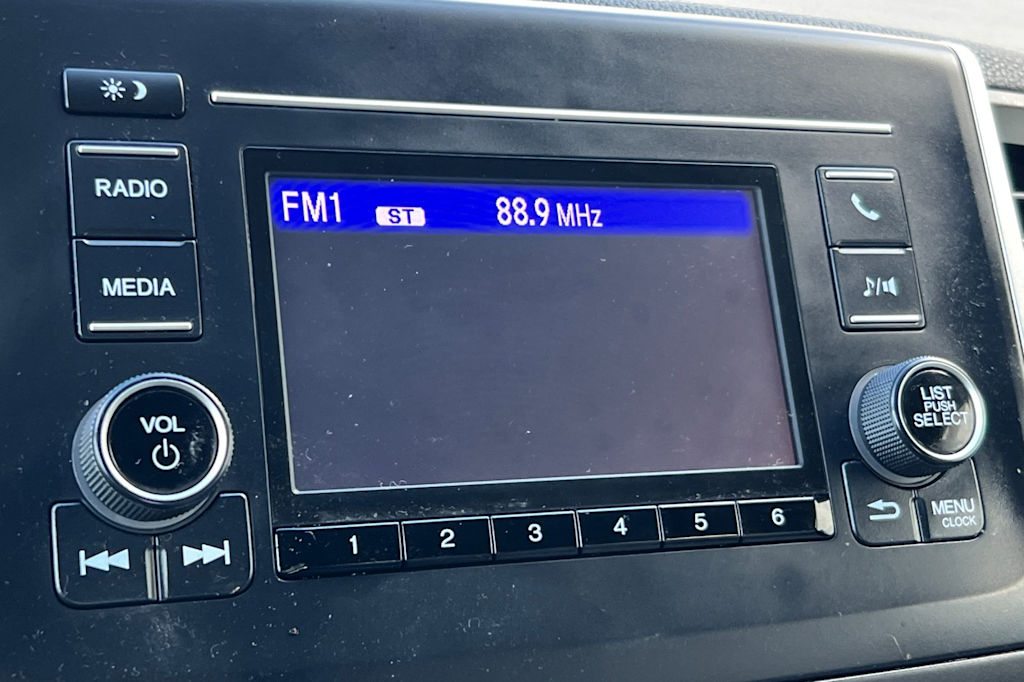 RADIO
MEDIA
FM1 ST 88.9 MHz
VOL
LIST
PUSH
SELECT
MENU
CLOCK
1 2 3 4 5 6